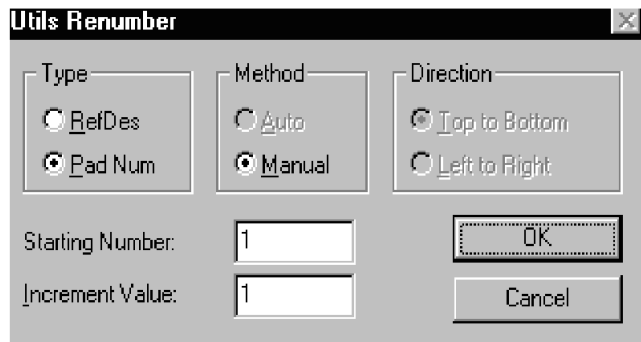 Utils Renumber
Type
Method
Direction
RefDes
Auto
Top to Bottom
Pad Num
Manual
Left to Right
Starting Number:
1
OK
Increment Value:
1
Cancel